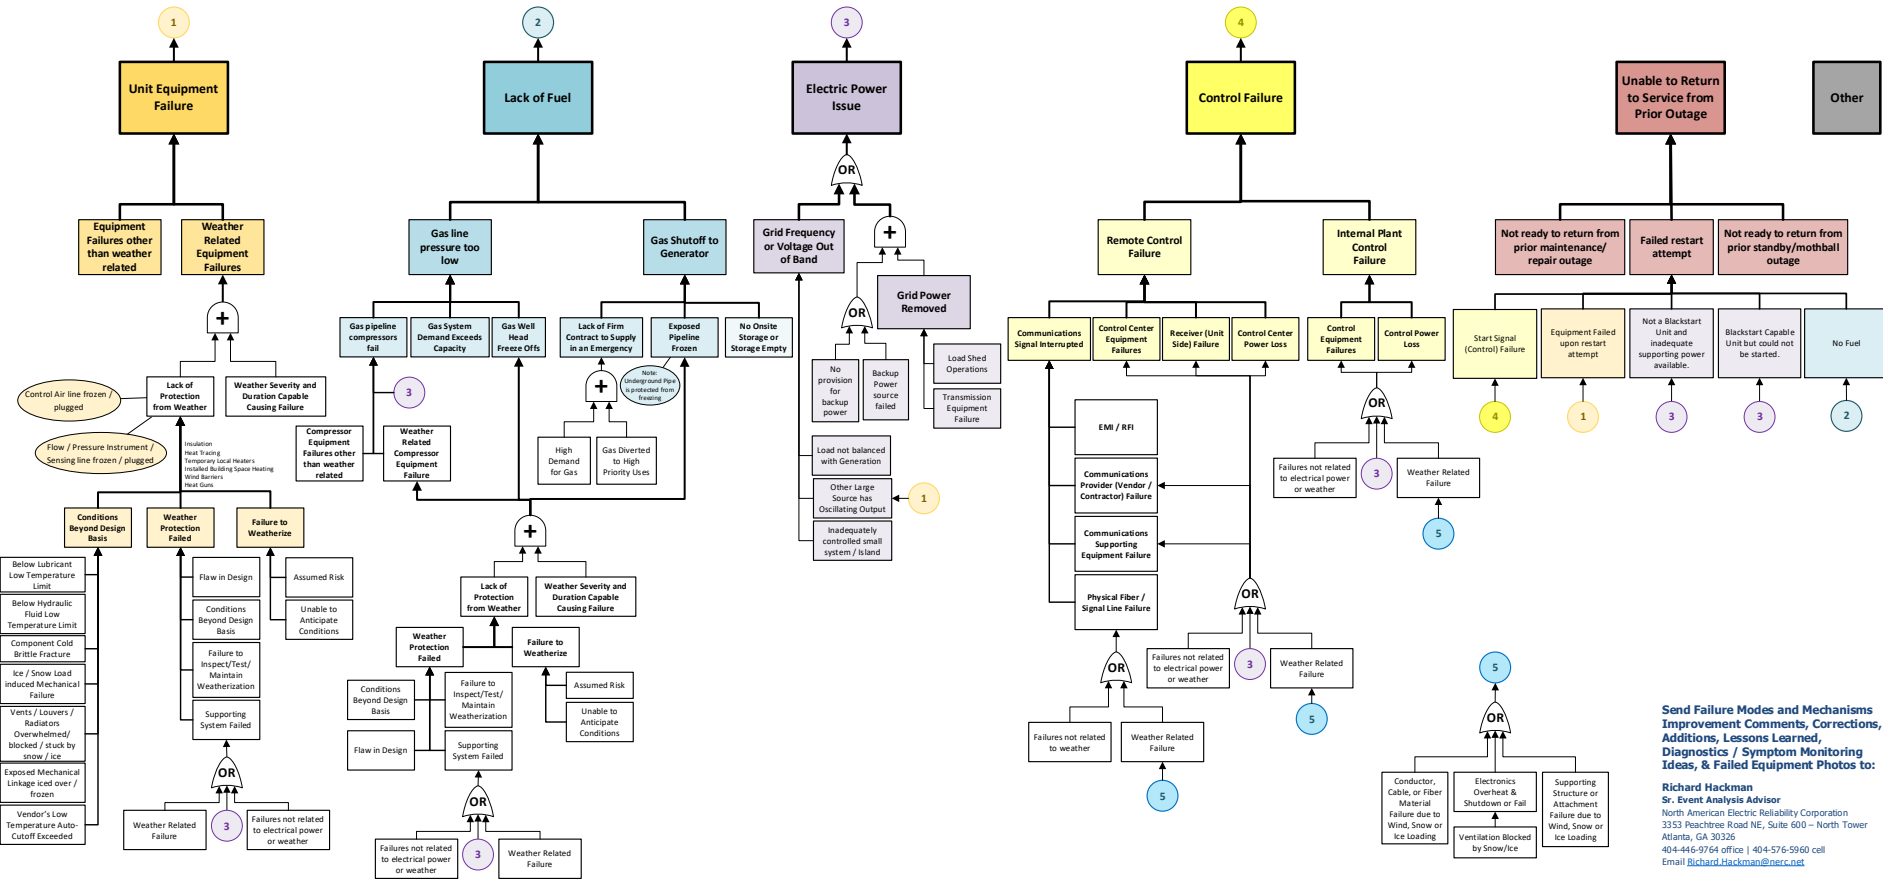 1
2
3
4
Unit Equipment
Failure
Lack of Fuel
Electric Power
Issue
Control Failure
Unable to Return
to Service from
Prior Outage
Other
OR
Equipment
Failures other
than weather
related
Weather
Related
Equipment
Failures
Gas line
pressure too
low
Gas Shutoff to
Generator
Grid Frequency
or Voltage Out
of Band
+
Grid Power
Removed
Remote Control
Failure
Internal Plant
Control
Failure
Not ready to return from
prior maintenance/
repair outage
Failed restart
attempt
Not ready to return from
prior standby/mothball
outage
+
Gas pipeline
compressors
fail
Gas System
Demand Exceeds
Capacity
Gas Well
Head
Freeze Offs
Lack of Firm
Contract to Supply
in an Emergency
Exposed
Pipeline
Frozen
No Onsite
Storage or
Storage Empty
OR
Communications
Signal Interrupted
Control Center
Equipment
Failures
Receiver (Unit
Side) Failure
Control Center
Power Loss
Control
Equipment
Failures
Control Power
Loss
Start Signal
(Control) Failure
Equipment Failed
upon restart
attempt
Not a Blackstart
Unit and
inadequate
supporting power
available.
Blackstart Capable
Unit but could not
be started.
No Fuel
Control Air line frozen /
plugged
Lack of
Protection
from Weather
Weather Severity and
Duration Capable
Causing Failure
3
+
Note:
Underground Pipe
is protected from
freezing
No
provision
for
backup
power
Backup
Power
source
failed
Load Shed
Operations
Transmission
Equipment
Failure
OR
4
1
3
3
2
Flow / Pressure Instrument /
Sensing line frozen / plugged
Insulation
Heat Tracing
Temporary Local Heaters
Installed Building Space Heating
Wind Barriers
Heat Guns
Compressor
Equipment
Failures other
than weather
related
Weather
Related
Compressor
Equipment
Failure
High
Demand
for Gas
Gas Diverted
to High
Priority Uses
Load not balanced
with Generation
Other Large
Source has
Oscillating Output
1
Inadequately
controlled small
system / Island
EMI / RFI
Communications
Provider (Vendor /
Contractor) Failure
Communications
Supporting
Equipment Failure
Physical Fiber /
Signal Line Failure
Failures not related
to electrical power
or weather
3
Weather Related
Failure
5
Conditions
Beyond Design
Basis
Weather
Protection
Failed
Failure to
Weatherize
+
Below Lubricant
Low Temperature
Limit
Below Hydraulic
Fluid Low
Temperature Limit
Component Cold
Brittle Fracture
Ice / Snow Load
induced Mechanical
Failure
Vents / Louvers /
Radiators
Overwhelmed/
blocked / stuck by
snow / ice
Exposed Mechanical
Linkage iced over /
frozen
Vendor's Low
Temperature Auto-
Cutoff Exceeded
Flaw in Design
Conditions
Beyond Design
Basis
Failure to
Inspect/Test/
Maintain
Weatherization
Supporting
System Failed
Assumed Risk
Unable to
Anticipate
Conditions
OR
Weather Related
Failure
3
Failures not related
to electrical power
or weather
Lack of
Protection
from Weather
Weather Severity and
Duration Capable
Causing Failure
Weather
Protection
Failed
Failure to
Weatherize
Conditions
Beyond Design
Basis
Failure to
Inspect/Test/
Maintain
Weatherization
Flaw in Design
Supporting
System Failed
Assumed Risk
Unable to
Anticipate
Conditions
OR
Failures not related
to electrical power
or weather
3
Weather Related
Failure
OR
Failures not related
to electrical power
or weather
3
Weather Related
Failure
5
OR
Failures not related
to weather
Weather Related
Failure
5
5
OR
Conductor,
Cable, or Fiber
Material
Failure due to
Wind, Snow or
Ice Loading
Electronics
Overheat &
Shutdown or Fail
Ventilation Blocked
by Snow/Ice
Supporting
Structure or
Attachment
Failure due to
Wind, Snow or
Ice Loading
Send Failure Modes and Mechanisms
Improvement Comments, Corrections,
Additions, Lessons Learned,
Diagnostics / Symptom Monitoring
Ideas, & Failed Equipment Photos to:
Richard Hackman
Sr. Event Analysis Advisor
North American Electric Reliability Corporation
3353 Peachtree Road NE, Suite 600 – North Tower
Atlanta, GA 30326
404-446-9764 office | 404-576-5960 cell
Email Richard.Hackman@nerc.net